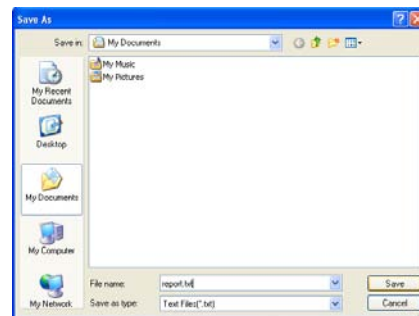 Save As
Save in: My Documents
My Music
My Pictures
My Recent
Documents
Desktop
My Documents
My Computer
My Network
File name: report.txt
Save
Save as type: Text Files(*.txt)
Cancel